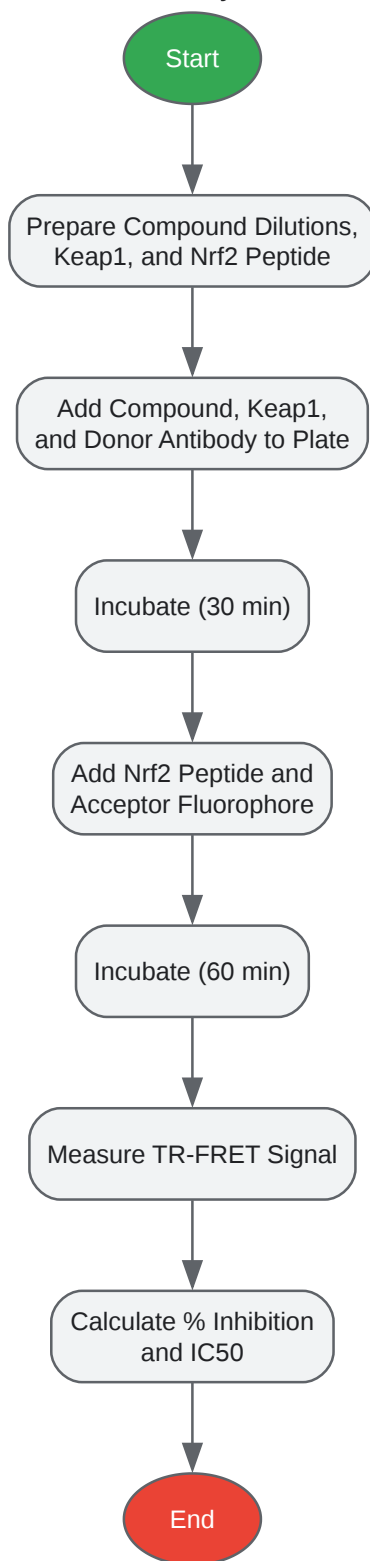 Start
Prepare Compound Dilutions,
Keap1, and Nrf2 Peptide
Add Compound, Keap1,
and Donor Antibody to Plate
Incubate (30 min)
Add Nrf2 Peptide and
Acceptor Fluorophore
Incubate (60 min)
Measure TR-FRET Signal
Calculate % Inhibition
and IC50
End